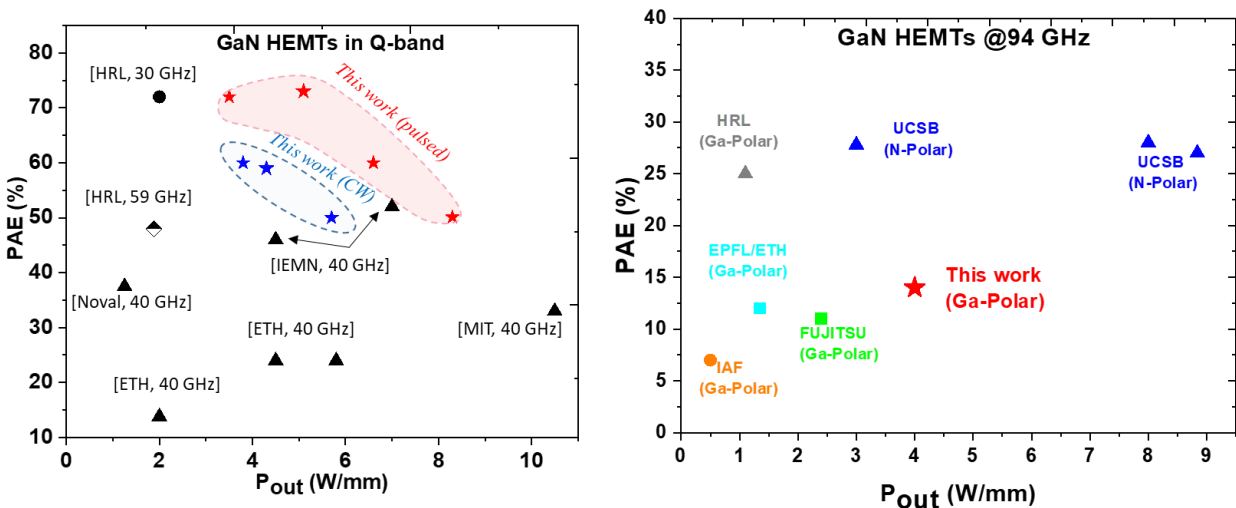 GaN HEMTs in Q-band
[HRL, 30 GHz]
This work (pulsed)
This work (CW)
[HRL, 59 GHz]
[IEMN, 40 GHz]
[Noval, 40 GHz]
[ETH, 40 GHz]
[MIT, 40 GHz]
[ETH, 40 GHz]
PAE (%)
80
70
60
50
40
30
20
10
0
2
4
6
8
10
Pout (W/mm)
GaN HEMTs @94 GHz
HRL
(Ga-Polar)
UCSB
(N-Polar)
UCSB
(N-Polar)
EPFL/ETH
(Ga-Polar)
This work
(Ga-Polar)
FUJITSU
(Ga-Polar)
IAF
(Ga-Polar)
PAE (%)
40
35
30
25
20
15
10
5
0
0
1
2
3
4
5
6
7
8
9
Pout (W/mm)